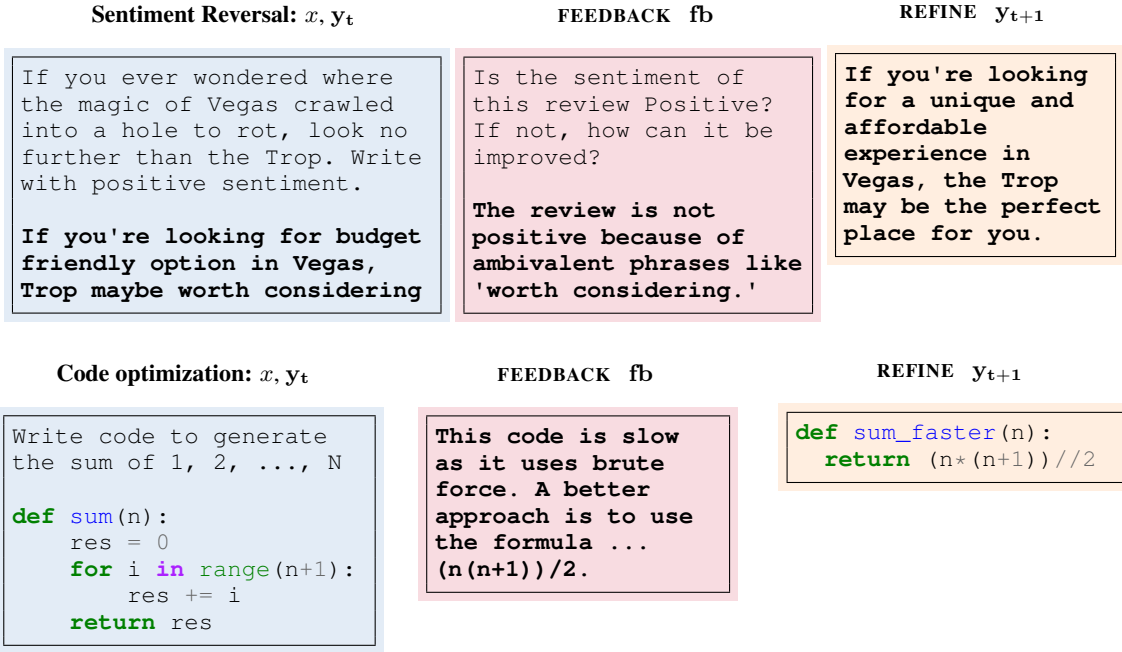 Sentiment Reversal: x, y_t
If you ever wondered where
the magic of Vegas crawled
into a hole to rot, look no
further than the Trop. Write
with positive sentiment.
If you're looking for budget
friendly option in Vegas,
Trop maybe worth considering
FEEDBACK fb
Is the sentiment of
this review Positive?
If not, how can it be
improved?
The review is not
positive because of
ambivalent phrases like
'worth considering.'
REFINE y_{t+1}
If you're looking
for a unique and
affordable
experience in
Vegas, the Trop
may be the perfect
place for you.
Code optimization: x, y_t
Write code to generate
the sum of 1, 2, ..., N
def sum(n):
    res = 0
    for i in range(n+1):
        res += i
    return res
FEEDBACK fb
This code is slow
as it uses brute
force. A better
approach is to use
the formula ...
(n(n+1))/2.
REFINE y_{t+1}
def sum_faster(n):
  return (n*(n+1))//2